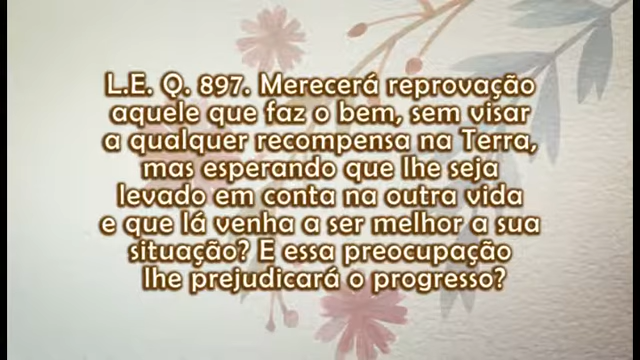 L.E. Q. 897. Merecerá reprovação
aquele que faz o bem, sem visar
a qualquer recompensa na Terra,
mas esperando que lhe seja
levado em conta na outra vida
e que lá venha a ser melhor a sua
situação? E essa preocupação
lhe prejudicará o progresso?